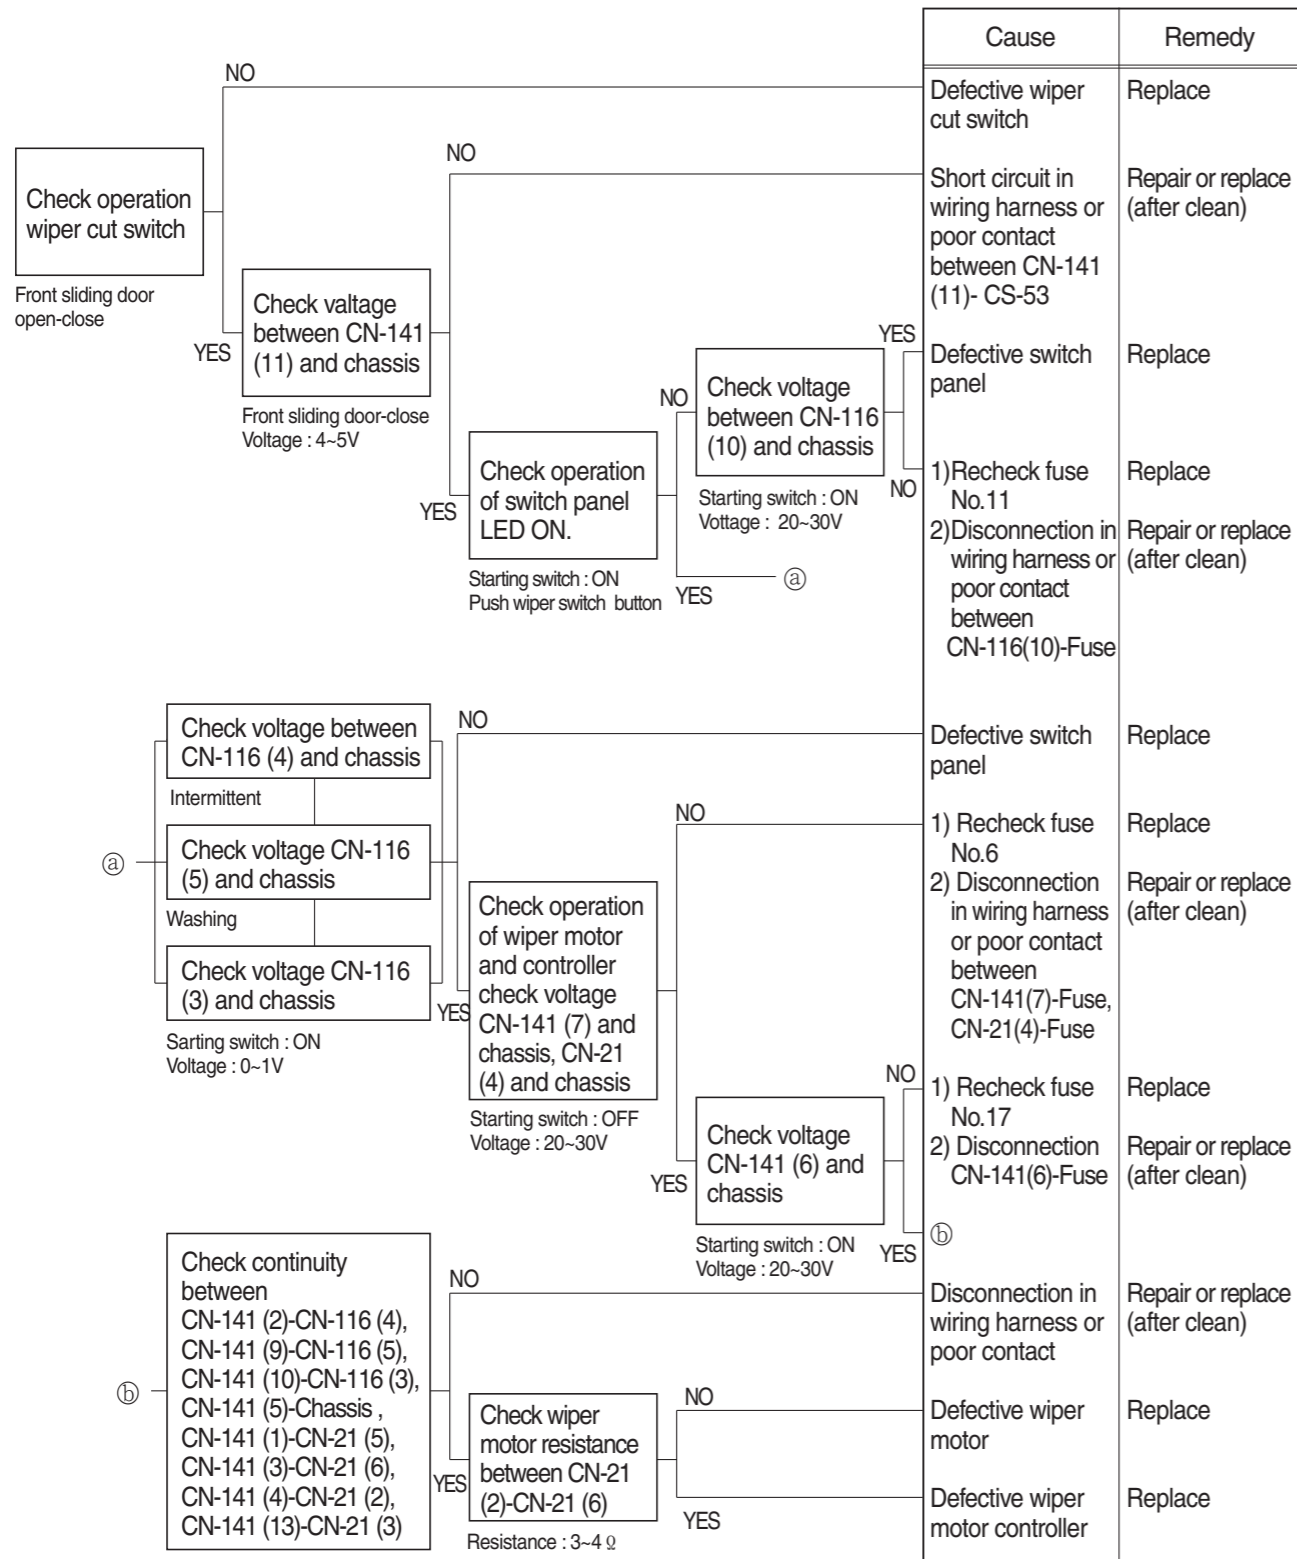 Cause
Remedy
NO
Defective wiper
cut switch
Replace
NO
Check operation
wiper cut switch
Short circuit in
wiring harness or
poor contact
between CN-141
(11)- CS-53
Repair or replace
(after clean)
Front sliding door
open-close
YES
Check valtage
between CN-141
(11) and chassis
Front sliding door-close
Voltage : 4~5V
YES
Defective switch
panel
Replace
NO
Check voltage
between CN-116
(10) and chassis
Starting switch : ON
Vottage : 20~30V
NO
YES
Check operation
of switch panel
LED ON.
Starting switch : ON
Push wiper switch button
YES
ⓐ
1)Recheck fuse
No.11
Replace
2)Disconnection in
wiring harness or
poor contact
between
CN-116(10)-Fuse
Repair or replace
(after clean)
Check voltage between
CN-116 (4) and chassis
Intermittent
ⓐ
Check voltage CN-116
(5) and chassis
Washing
Check voltage CN-116
(3) and chassis
Sarting switch : ON
Voltage : 0~1V
NO
Defective switch
panel
Replace
YES
Check operation
of wiper motor
and controller
check voltage
CN-141 (7) and
chassis, CN-21
(4) and chassis
Starting switch : OFF
Voltage : 20~30V
NO
1) Recheck fuse
No.6
Replace
2) Disconnection
in wiring harness
or poor contact
between
CN-141(7)-Fuse,
CN-21(4)-Fuse
Repair or replace
(after clean)
YES
Check voltage
CN-141 (6) and
chassis
Starting switch : ON
Voltage : 20~30V
NO
1) Recheck fuse
No.17
Replace
2) Disconnection
CN-141(6)-Fuse
Repair or replace
(after clean)
YES
ⓑ
ⓑ
Check continuity
between
CN-141 (2)-CN-116 (4),
CN-141 (9)-CN-116 (5),
CN-141 (10)-CN-116 (3),
CN-141 (5)-Chassis ,
CN-141 (1)-CN-21 (5),
CN-141 (3)-CN-21 (6),
CN-141 (4)-CN-21 (2),
CN-141 (13)-CN-21 (3)
NO
Disconnection in
wiring harness or
poor contact
Repair or replace
(after clean)
YES
Check wiper
motor resistance
between CN-21
(2)-CN-21 (6)
Resistance : 3~4 Ω
NO
Defective wiper
motor
Replace
YES
Defective wiper
motor controller
Replace